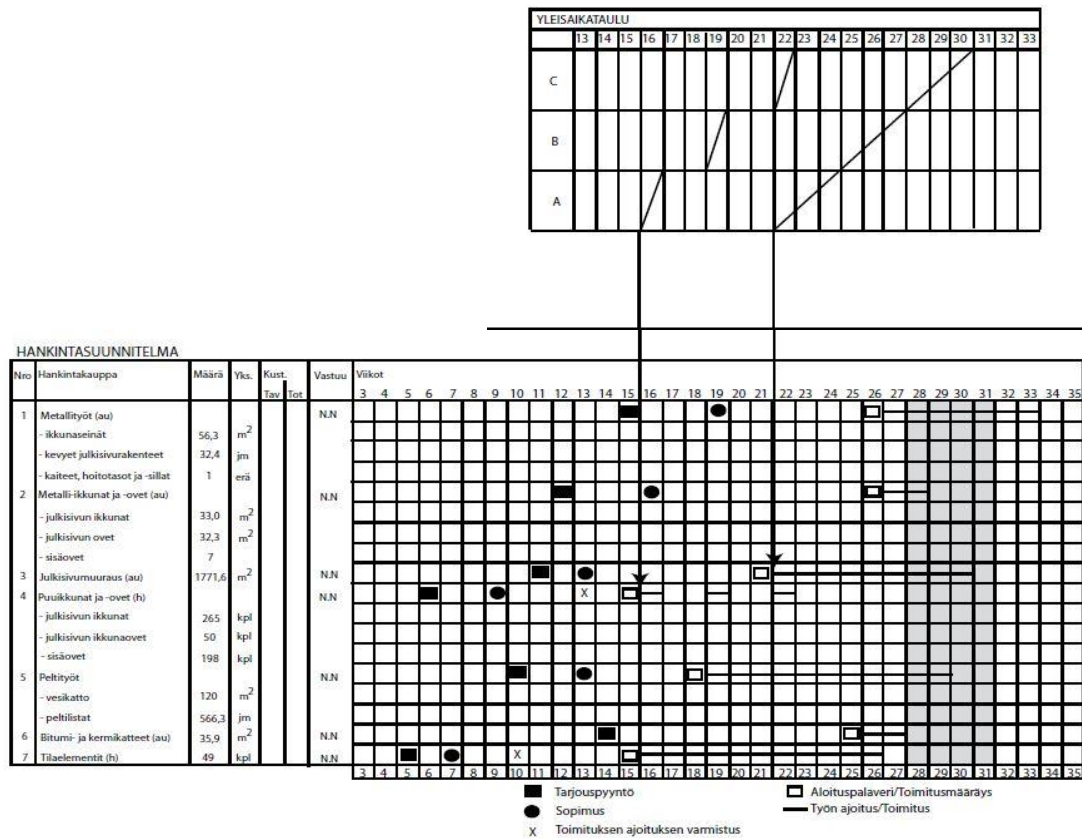 YLEISAIKATAULU
13 14 15 16 17 18 19 20 21 22 23 24 25 26 27 28 29 30 31 32 33
C
B
A
HANKINTASUUNNITELMA
Nro Hankintakauppa Määrä Yks. Kust. Vastuu Viikot
Tav Tot 3 4 5 6 7 8 9 10 11 12 13 14 15 16 17 18 19 20 21 22 23 24 25 26 27 28 29 30 31 32 33 34 35
1 Metallityöt (au) N.N
- ikkunaseinät 56,3 m²
- kevyet julkisivurakenteet 32,4 jm
- kaiteet, hoitotasot ja -sillat 1 erä
2 Metalli-ikkunat ja -ovet (au) N.N
- julkisivun ikkunat 33,0 m²
- julkisivun ovet 32,3 m²
- sisäovet 7
3 Julkisivumuuraus (au) 1771,6 m² N.N
4 Puuikkunat ja -ovet (h) N.N X
- julkisivun ikkunat 265 kpl
- julkisivun ikkunaovet 50 kpl
- sisäovet 198 kpl
5 Peltityöt N.N
- vesikatto 120 m²
- peltilistat 566,3 jm
6 Bitumi- ja kermikatteet (au) 35,9 m² N.N
7 Tilaelementit (h) 49 kpl N.N X
3 4 5 6 7 8 9 10 11 12 13 14 15 16 17 18 19 20 21 22 23 24 25 26 27 28 29 30 31 32 33 34 35
Tarjouspyyntö Aloituspalaveri/Toimitusmääräys
Sopimus Työn ajoitus/Toimitus
X Toimituksen ajoituksen varmistus